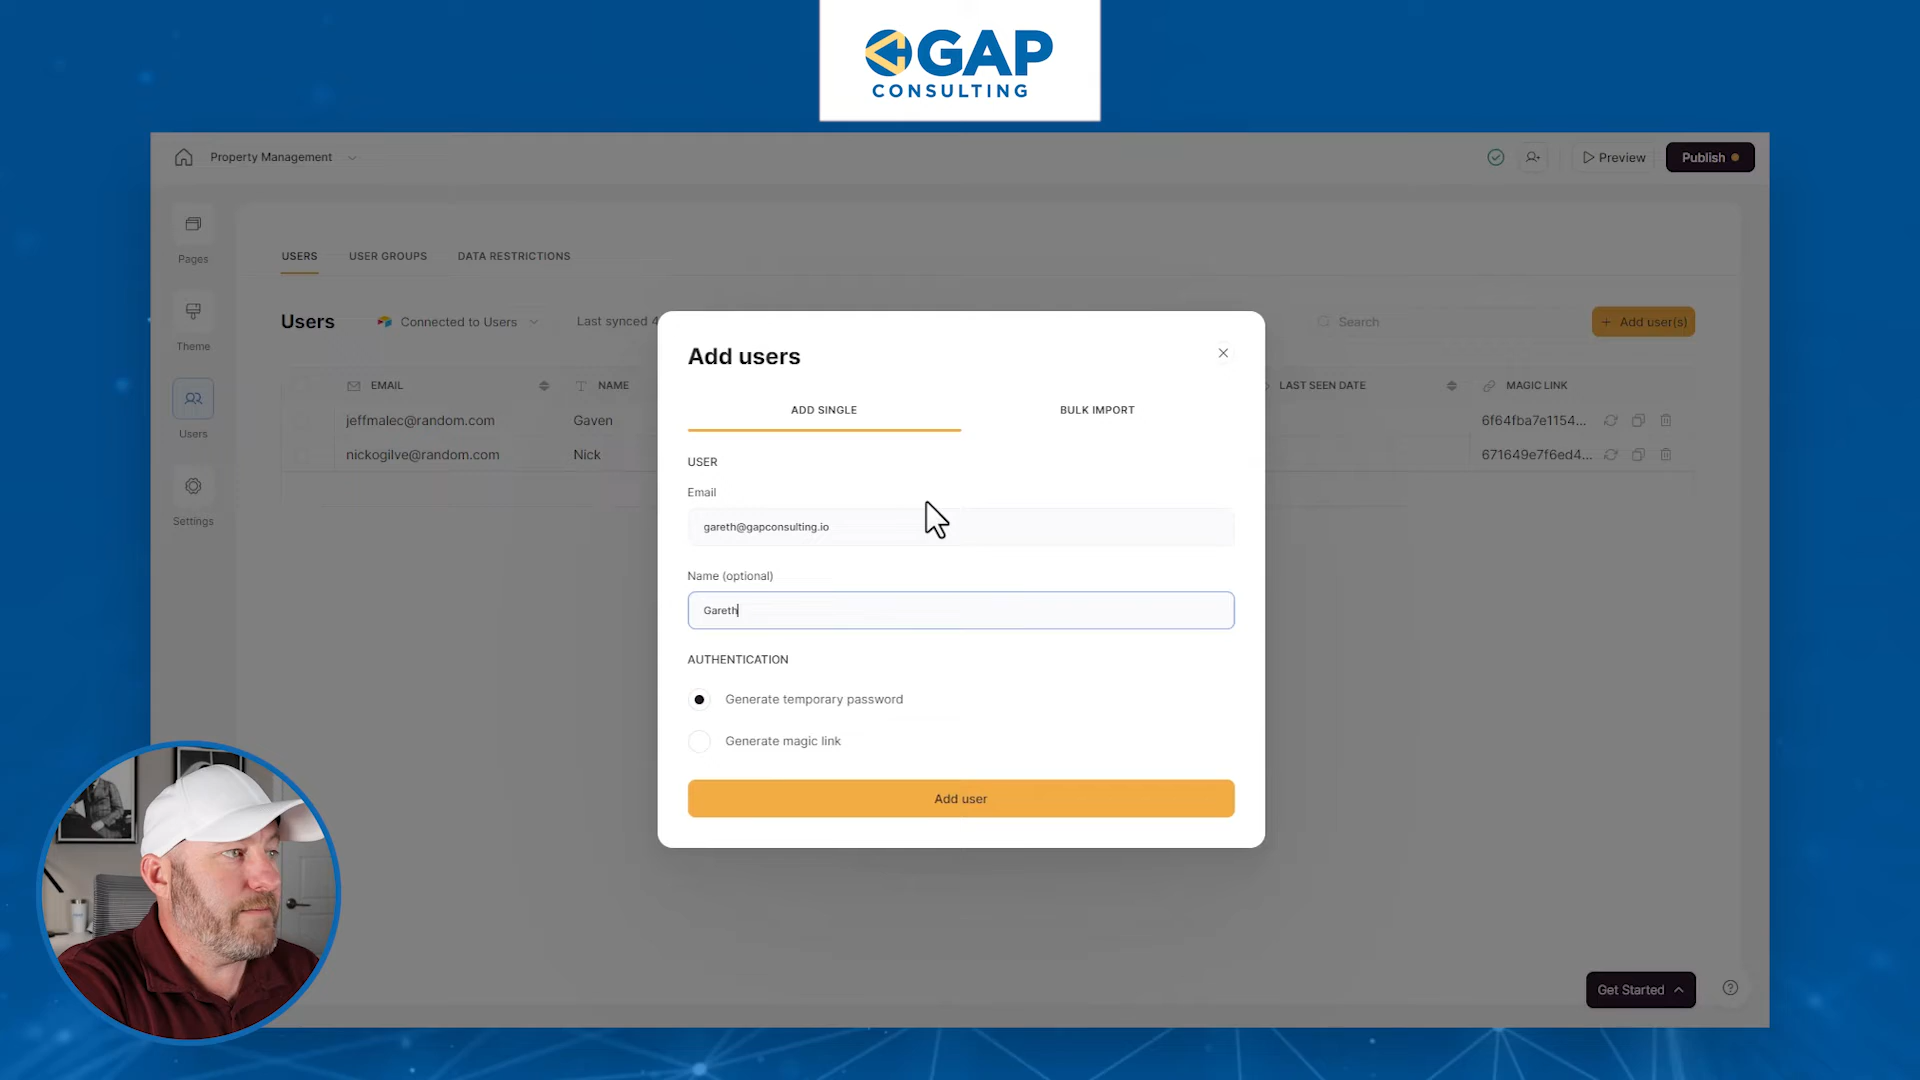 GAP
CONSULTING
Property Management
Preview
Publish
Pages
Theme
Users
Settings
USERS
USER GROUPS
DATA RESTRICTIONS
Users
Connected to Users
Last synced 4
Search
+ Add user(s)
EMAIL
NAME
LAST SEEN DATE
MAGIC LINK
jeffmalec@random.com
Gaven
6f64fba7e1154...
nickogilve@random.com
Nick
671649e7f6ed4...
Add users
ADD SINGLE
BULK IMPORT
USER
Email
gareth@gapconsulting.io
Name (optional)
Gareth
AUTHENTICATION
Generate temporary password
Generate magic link
Add user
Get Started